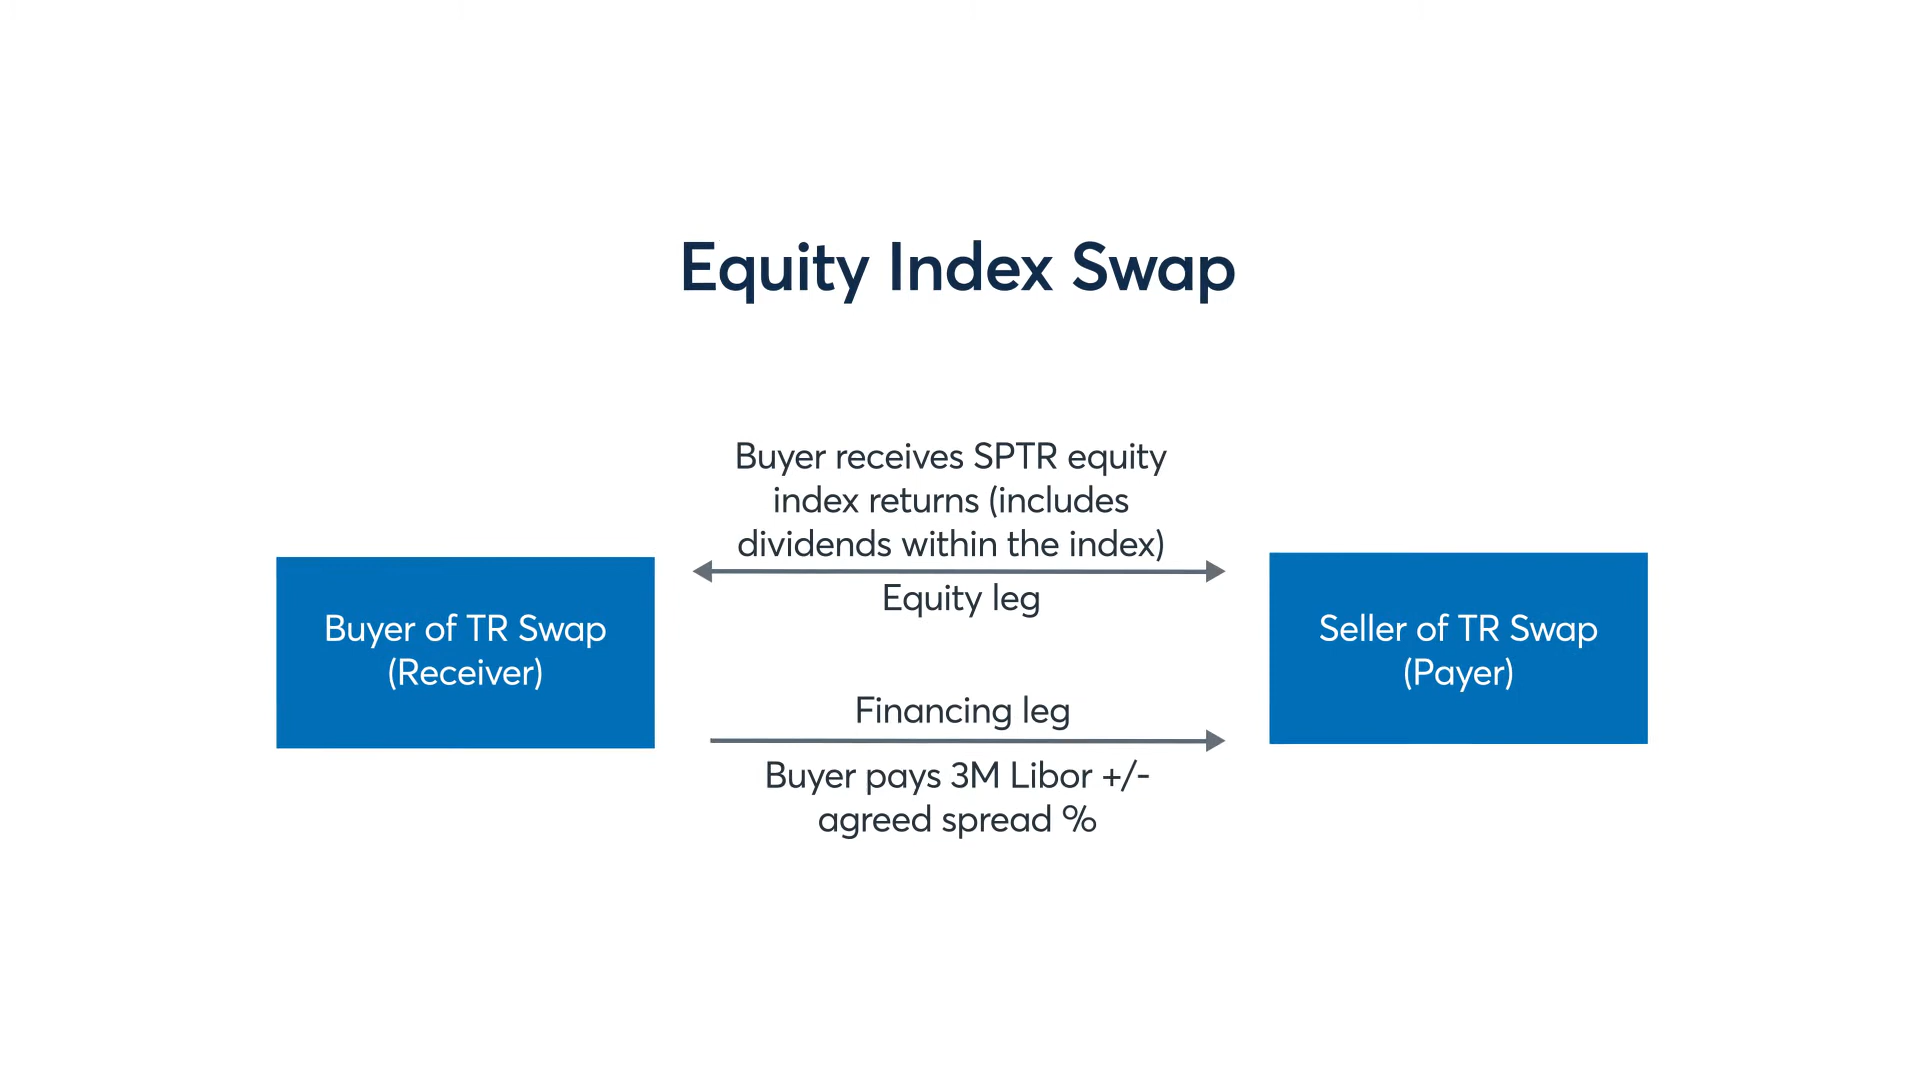 Equity Index Swap
Buyer receives SPTR equity
index returns (includes
dividends within the index)
Equity leg
Buyer of TR Swap
(Receiver)
Seller of TR Swap
(Payer)
Financing leg
Buyer pays 3M Libor +/-
agreed spread %